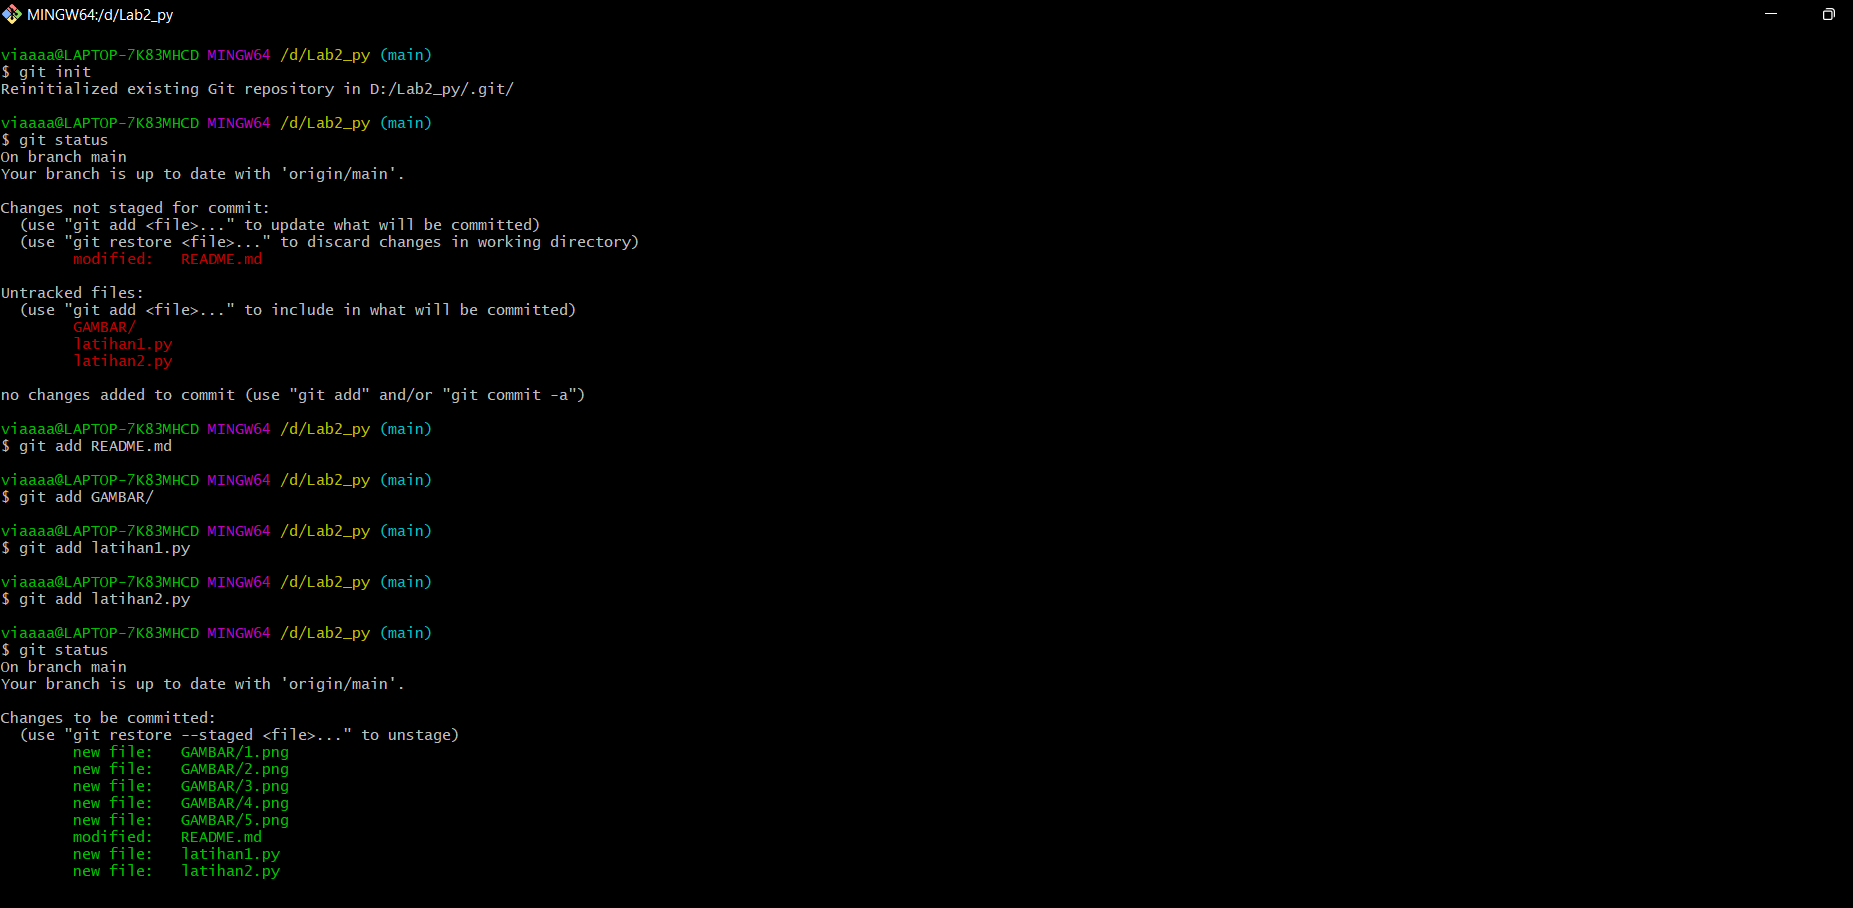 MINGW64:/d/Lab2_py
viaaaa@LAPTOP-7K83MHCD MINGW64 /d/Lab2_py (main)
$ git init
Reinitialized existing Git repository in D:/Lab2_py/.git/
viaaaa@LAPTOP-7K83MHCD MINGW64 /d/Lab2_py (main)
$ git status
On branch main
Your branch is up to date with 'origin/main'.
Changes not staged for commit:
  (use "git add <file>..." to update what will be committed)
  (use "git restore <file>..." to discard changes in working directory)
        modified:   README.md
Untracked files:
  (use "git add <file>..." to include in what will be committed)
        GAMBAR/
        latihan1.py
        latihan2.py
no changes added to commit (use "git add" and/or "git commit -a")
viaaaa@LAPTOP-7K83MHCD MINGW64 /d/Lab2_py (main)
$ git add README.md
viaaaa@LAPTOP-7K83MHCD MINGW64 /d/Lab2_py (main)
$ git add GAMBAR/
viaaaa@LAPTOP-7K83MHCD MINGW64 /d/Lab2_py (main)
$ git add latihan1.py
viaaaa@LAPTOP-7K83MHCD MINGW64 /d/Lab2_py (main)
$ git add latihan2.py
viaaaa@LAPTOP-7K83MHCD MINGW64 /d/Lab2_py (main)
$ git status
On branch main
Your branch is up to date with 'origin/main'.
Changes to be committed:
  (use "git restore --staged <file>..." to unstage)
        new file:   GAMBAR/1.png
        new file:   GAMBAR/2.png
        new file:   GAMBAR/3.png
        new file:   GAMBAR/4.png
        new file:   GAMBAR/5.png
        modified:   README.md
        new file:   latihan1.py
        new file:   latihan2.py